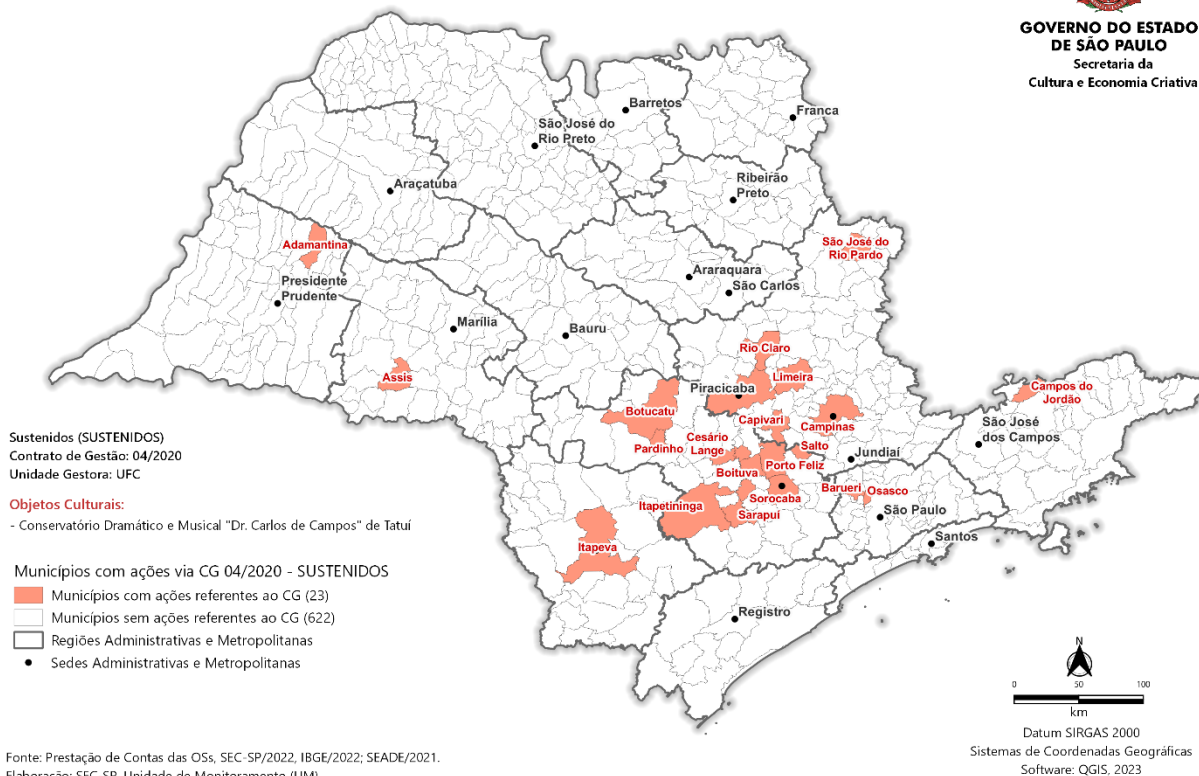 GOVERNO DO ESTADO
DE SÃO PAULO
Secretaria da
Cultura e Economia Criativa
Barretos
Franca
São José do
Rio Preto
Ribeirão
Preto
Araçatuba
Adamantina
São José do
Rio Pardo
Araraquara
São Carlos
Presidente
Prudente
Marília
Bauru
Rio Claro
Assis
Piracicaba
Limeira
Campos do
Jordão
Botucatu
Capivari
Campinas
São José
dos Campos
Pardinho
Cesário
Lange
Salto
Jundiaí
Boituva
Porto Feliz
Barueri
Osasco
Itapetininga
Sorocaba
Sarapuí
São Paulo
Santos
Itapeva
Registro
Sustenidos (SUSTENIDOS)
Contrato de Gestão: 04/2020
Unidade Gestora: UFC
Objetos Culturais:
- Conservatório Dramático e Musical "Dr. Carlos de Campos" de Tatuí
Municípios com ações via CG 04/2020 - SUSTENIDOS
Municípios com ações referentes ao CG (23)
Municípios sem ações referentes ao CG (622)
Regiões Administrativas e Metropolitanas
Sedes Administrativas e Metropolitanas
N
0 50 100
km
Datum SIRGAS 2000
Sistemas de Coordenadas Geográficas
Software: QGIS, 2023
Fonte: Prestação de Contas das OSs, SEC-SP/2022, IBGE/2022; SEADE/2021.
Elaboração: SEC-SP, Unidade de Monitoramento (UM)